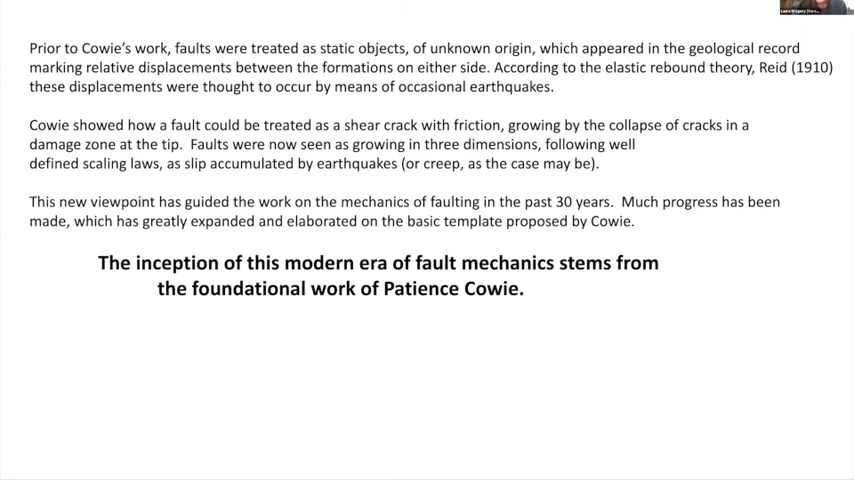 Prior to Cowie's work, faults were treated as static objects, of unknown origin, which appeared in the geological record
marking relative displacements between the formations on either side. According to the elastic rebound theory, Reid (1910)
these displacements were thought to occur by means of occasional earthquakes.
Cowie showed how a fault could be treated as a shear crack with friction, growing by the collapse of cracks in a
damage zone at the tip. Faults were now seen as growing in three dimensions, following well
defined scaling laws, as slip accumulated by earthquakes (or creep, as the case may be).
This new viewpoint has guided the work on the mechanics of faulting in the past 30 years. Much progress has been
made, which has greatly expanded and elaborated on the basic template proposed by Cowie.
The inception of this modern era of fault mechanics stems from
the foundational work of Patience Cowie.